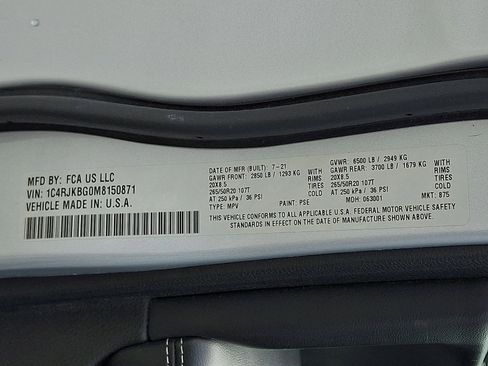 MFD BY: FCA US LLC
VIN: 1C4RJKBG0M8150871
VEHICLE MADE IN: U.S.A.
DATE OF MFR (BUILT): 7-21
GVWR: 6500 LB / 2949 KG
GAWR FRONT: 2850 LB / 1293 KG WITH
GAWR REAR: 3700 LB / 1679 KG WITH
20X8.5 RIMS
20X8.5 RIMS
265/50R20 107T TIRES
265/50R20 107T TIRES
AT 250 kPa / 36 PSI COLD
AT 250 kPa / 36 PSI COLD
TYPE: MPV PAINT: PSE MDH: 063001 MKT: 875
THIS VEHICLE CONFORMS TO ALL APPLICABLE U.S.A. FEDERAL MOTOR VEHICLE SAFETY
STANDARDS IN EFFECT ON THE DATE OF MANUFACTURE SHOWN ABOVE